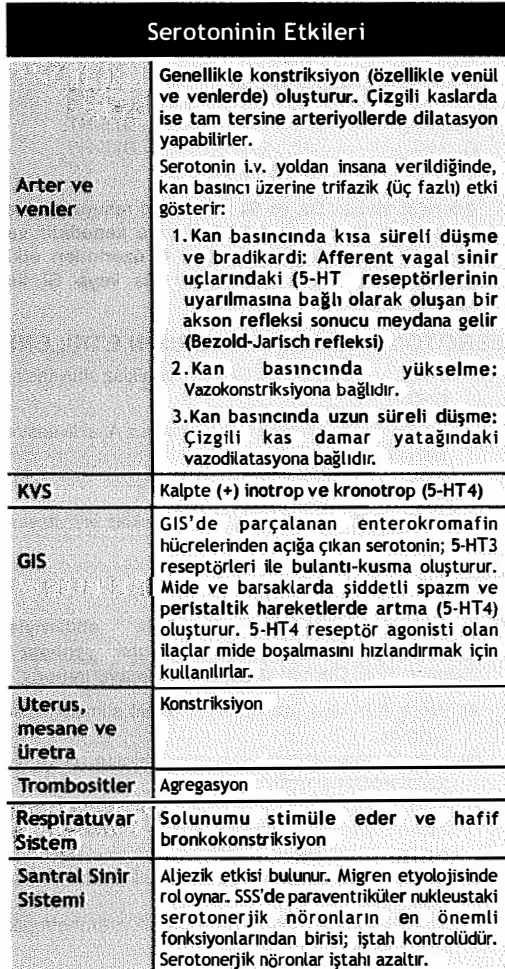 Serotoninin Etkileri
Arter ve
venler
Genellikle konstriksiyon (özellikle venül
ve venlerde) oluşturur. Çizgili kaslarda
ise tam tersine arteriyollerde dilatasyon
yapabilirler.
Serotonin i.v. yoldan insana verildiğinde,
kan basıncı üzerine trifazik (üç fazlı) etki
gösterir:
1. Kan basıncında kısa süreli düşme
ve bradikardi: Afferent vagal sinir
uçlarındaki (5-HT reseptörlerinin
uyarılmasına bağlı olarak oluşan bir
akson refleksi sonucu meydana gelir
(Bezold-Jarisch refleksi)
2. Kan basıncında yükselme:
Vazokonstriksiyona bağlıdır.
3. Kan basıncında uzun süreli düşme:
Çizgili kas damar yatağındaki
vazodilatasyona bağlıdır.
KVS
Kalpte (+) inotrop ve kronotrop (5-HT4)
GIS
GIS'de parçalanan enterokromafin
hücrelerinden açığa çıkan serotonin; 5-HT3
reseptörleri ile bulantı-kusma oluşturur.
Mide ve barsaklarda şiddetli spazm ve
peristaltik hareketlerde artma (5-HT4)
oluşturur. 5-HT4 reseptör agonisti olan
ilaçlar mide boşalmasını hızlandırmak için
kullanılırlar.
Uterus,
mesane ve
üretra
Konstriksiyon
Trombositler
Agregasyon
Respiratuvar
Sistem
Solunumu stimüle eder ve hafif
bronkokonstriksiyon
Santral Sinir
Sistemi
Aljezik etkisi bulunur. Migren etyolojisinde
rol oynar. SSS'de paraventriküler nukleustaki
serotonerjik nöronların en önemli
fonksiyonlarından birisi; iştah kontrolüdür.
Serotonerjik nöronlar iştahı azaltır.